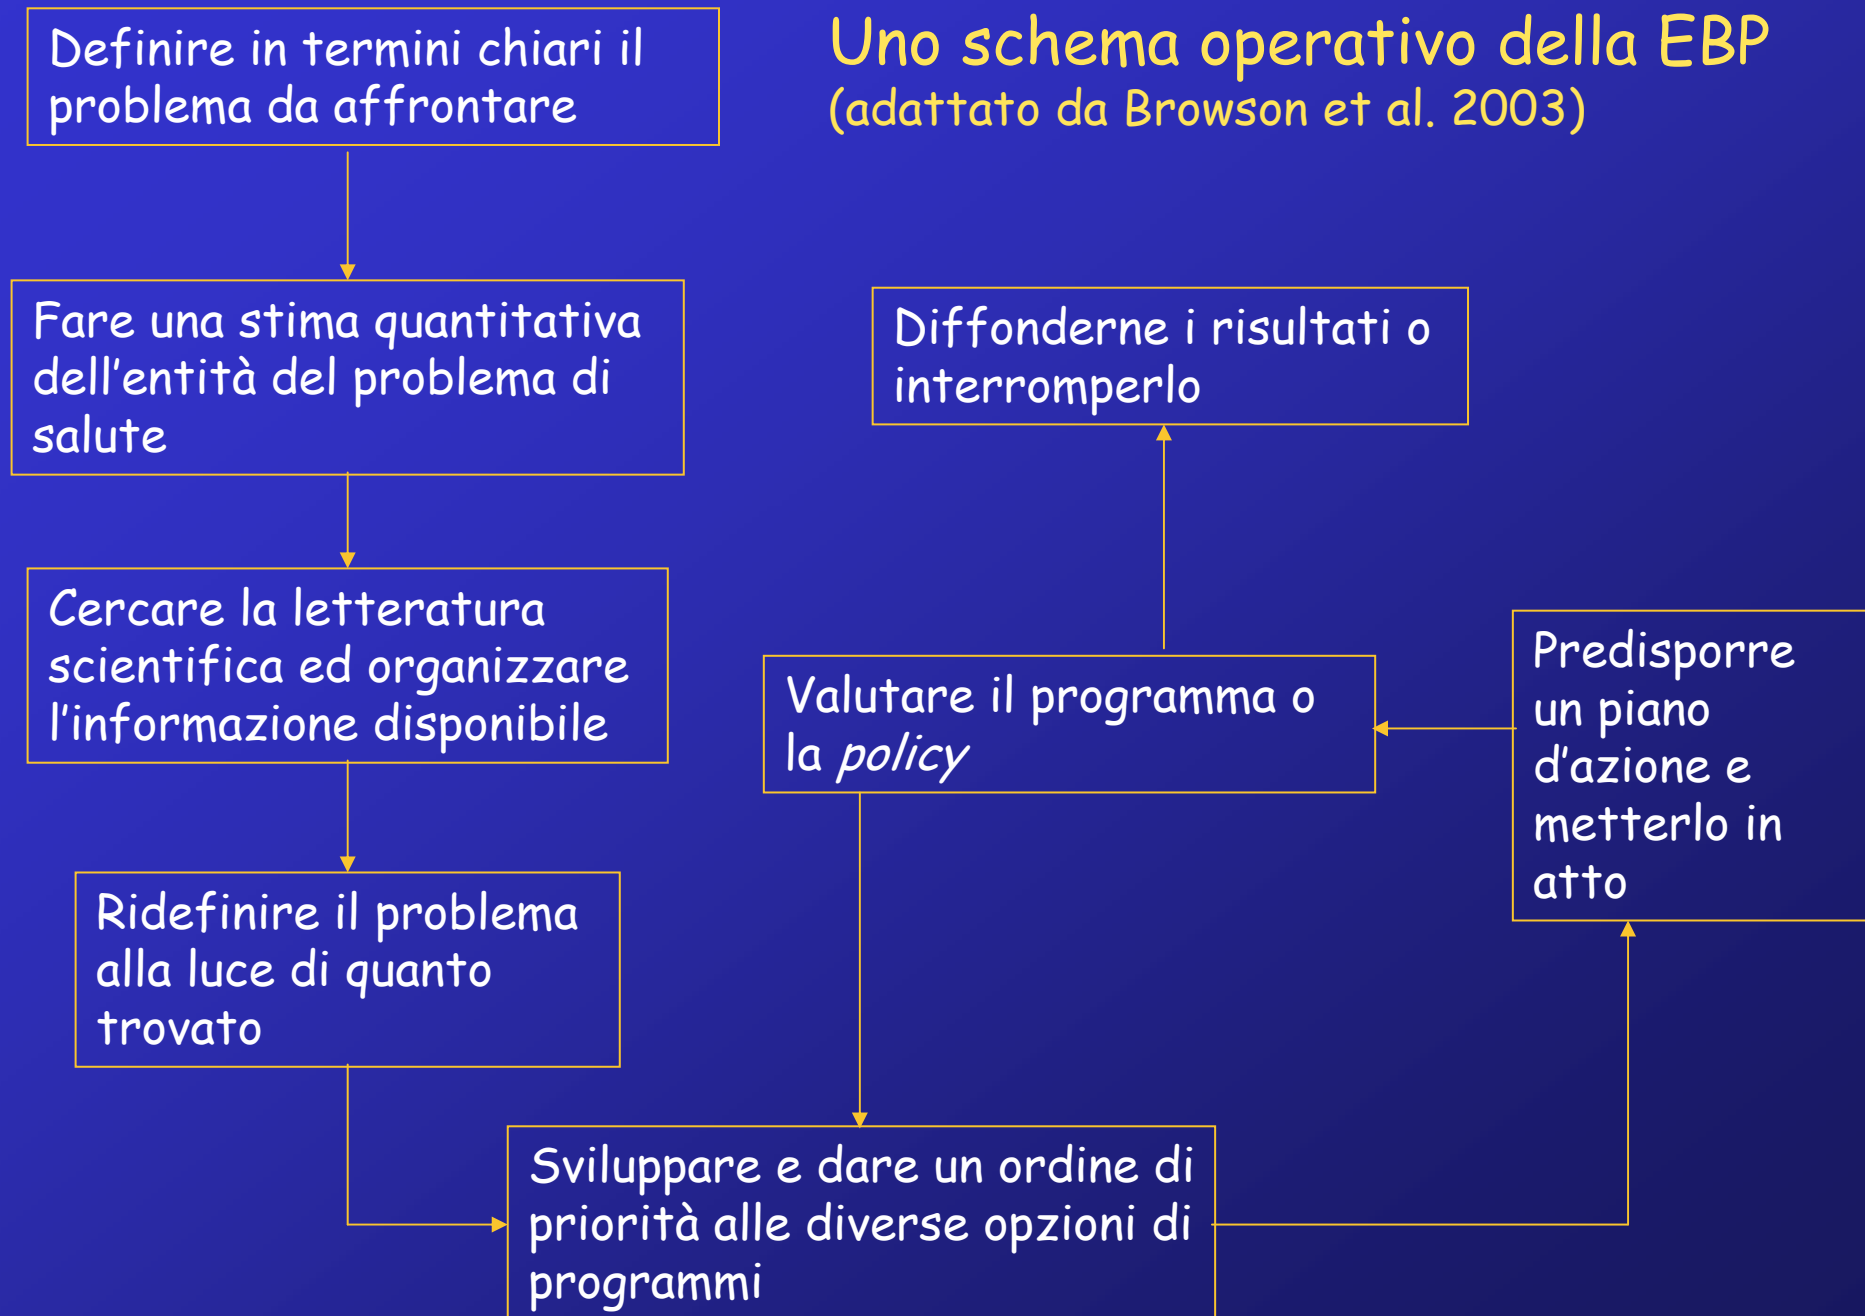 Uno schema operativo della EBP
(adattato da Browson et al. 2003)
Definire in termini chiari il
problema da affrontare
Fare una stima quantitativa
dell'entità del problema di
salute
Cercare la letteratura
scientifica ed organizzare
l'informazione disponibile
Ridefinire il problema
alla luce di quanto
trovato
Sviluppare e dare un ordine di
priorità alle diverse opzioni di
programmi
Predisporre
un piano
d'azione e
metterlo in
atto
Valutare il programma o
la policy
Diffonderne i risultati o
interromperlo